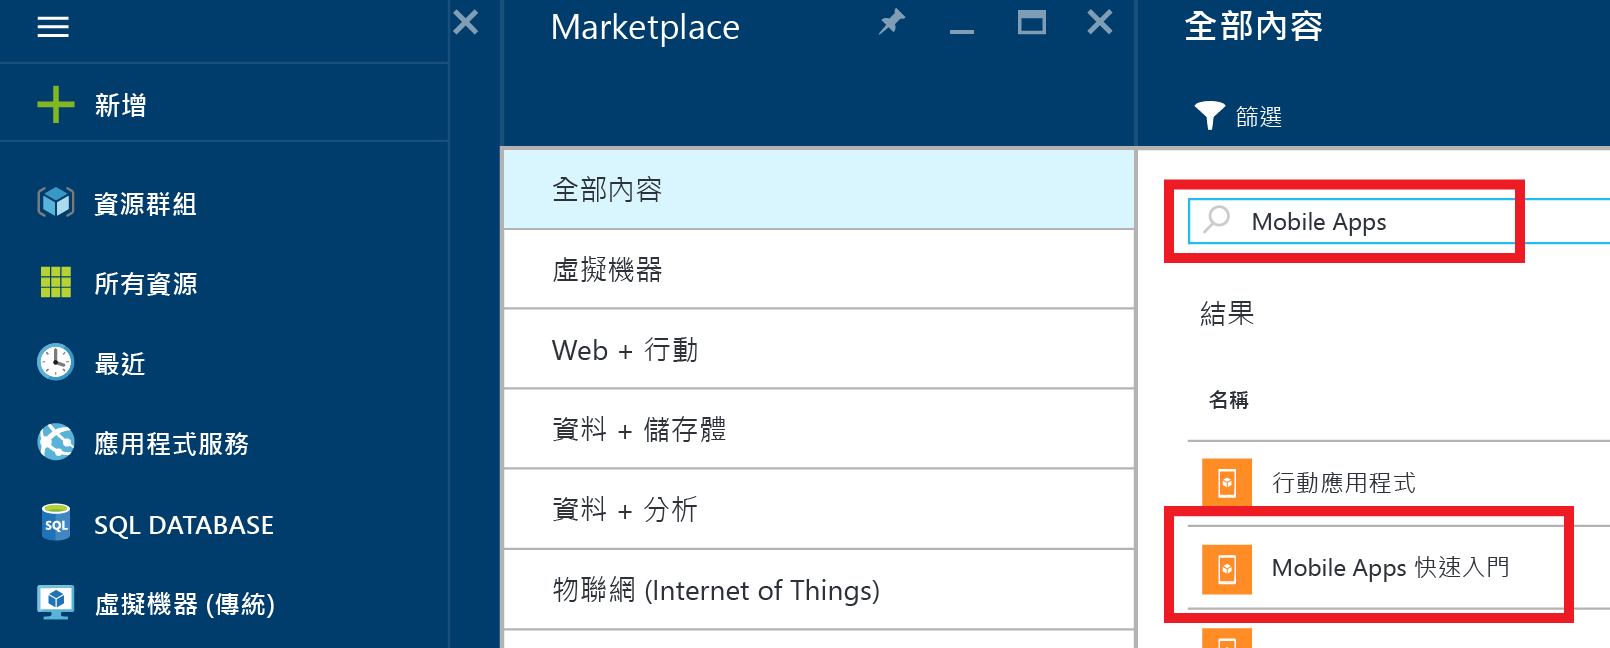 新增
資源群組
所有資源
最近
應用程式服務
SQL
SQL DATABASE
虛擬機器 (傳統)
Marketplace
全部內容
虛擬機器
Web + 行動
資料 + 儲存體
資料 + 分析
物聯網 (Internet of Things)
全部內容
篩選
Mobile Apps
結果
名稱
行動應用程式
Mobile Apps 快速入門